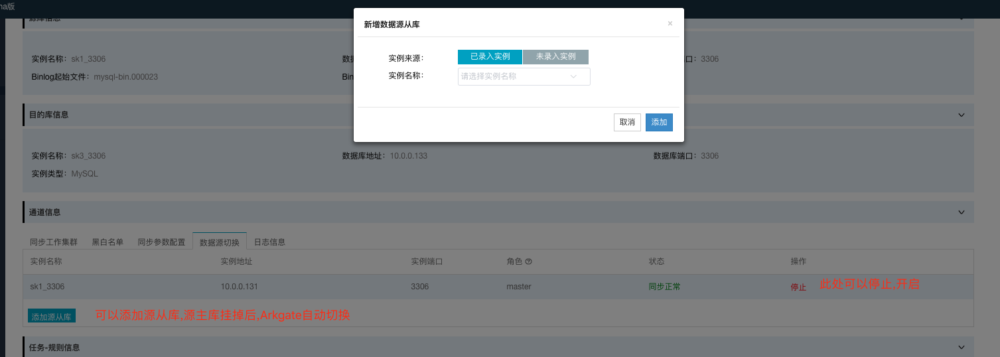 na版
源库信息
新增数据源从库 ×
实例来源： 已录入实例 未录入实例
实例名称： 请选择实例名称
取消 添加
实例名称：sk1_3306 数据 端口：3306
Binlog起始文件：mysql-bin.000023 Bin
目的库信息
实例名称：sk3_3306 数据库地址：10.0.0.133 数据库端口：3306
实例类型：MySQL
通道信息
同步工作集群 黑白名单 同步参数配置 数据源切换 日志信息
实例名称 实例地址 实例端口 角色 状态 操作
sk1_3306 10.0.0.131 3306 master 同步正常 停止 此处可以停止,开启
添加源从库 可以添加源从库,源主库挂掉后,Arkgate自动切换
任务-规则信息